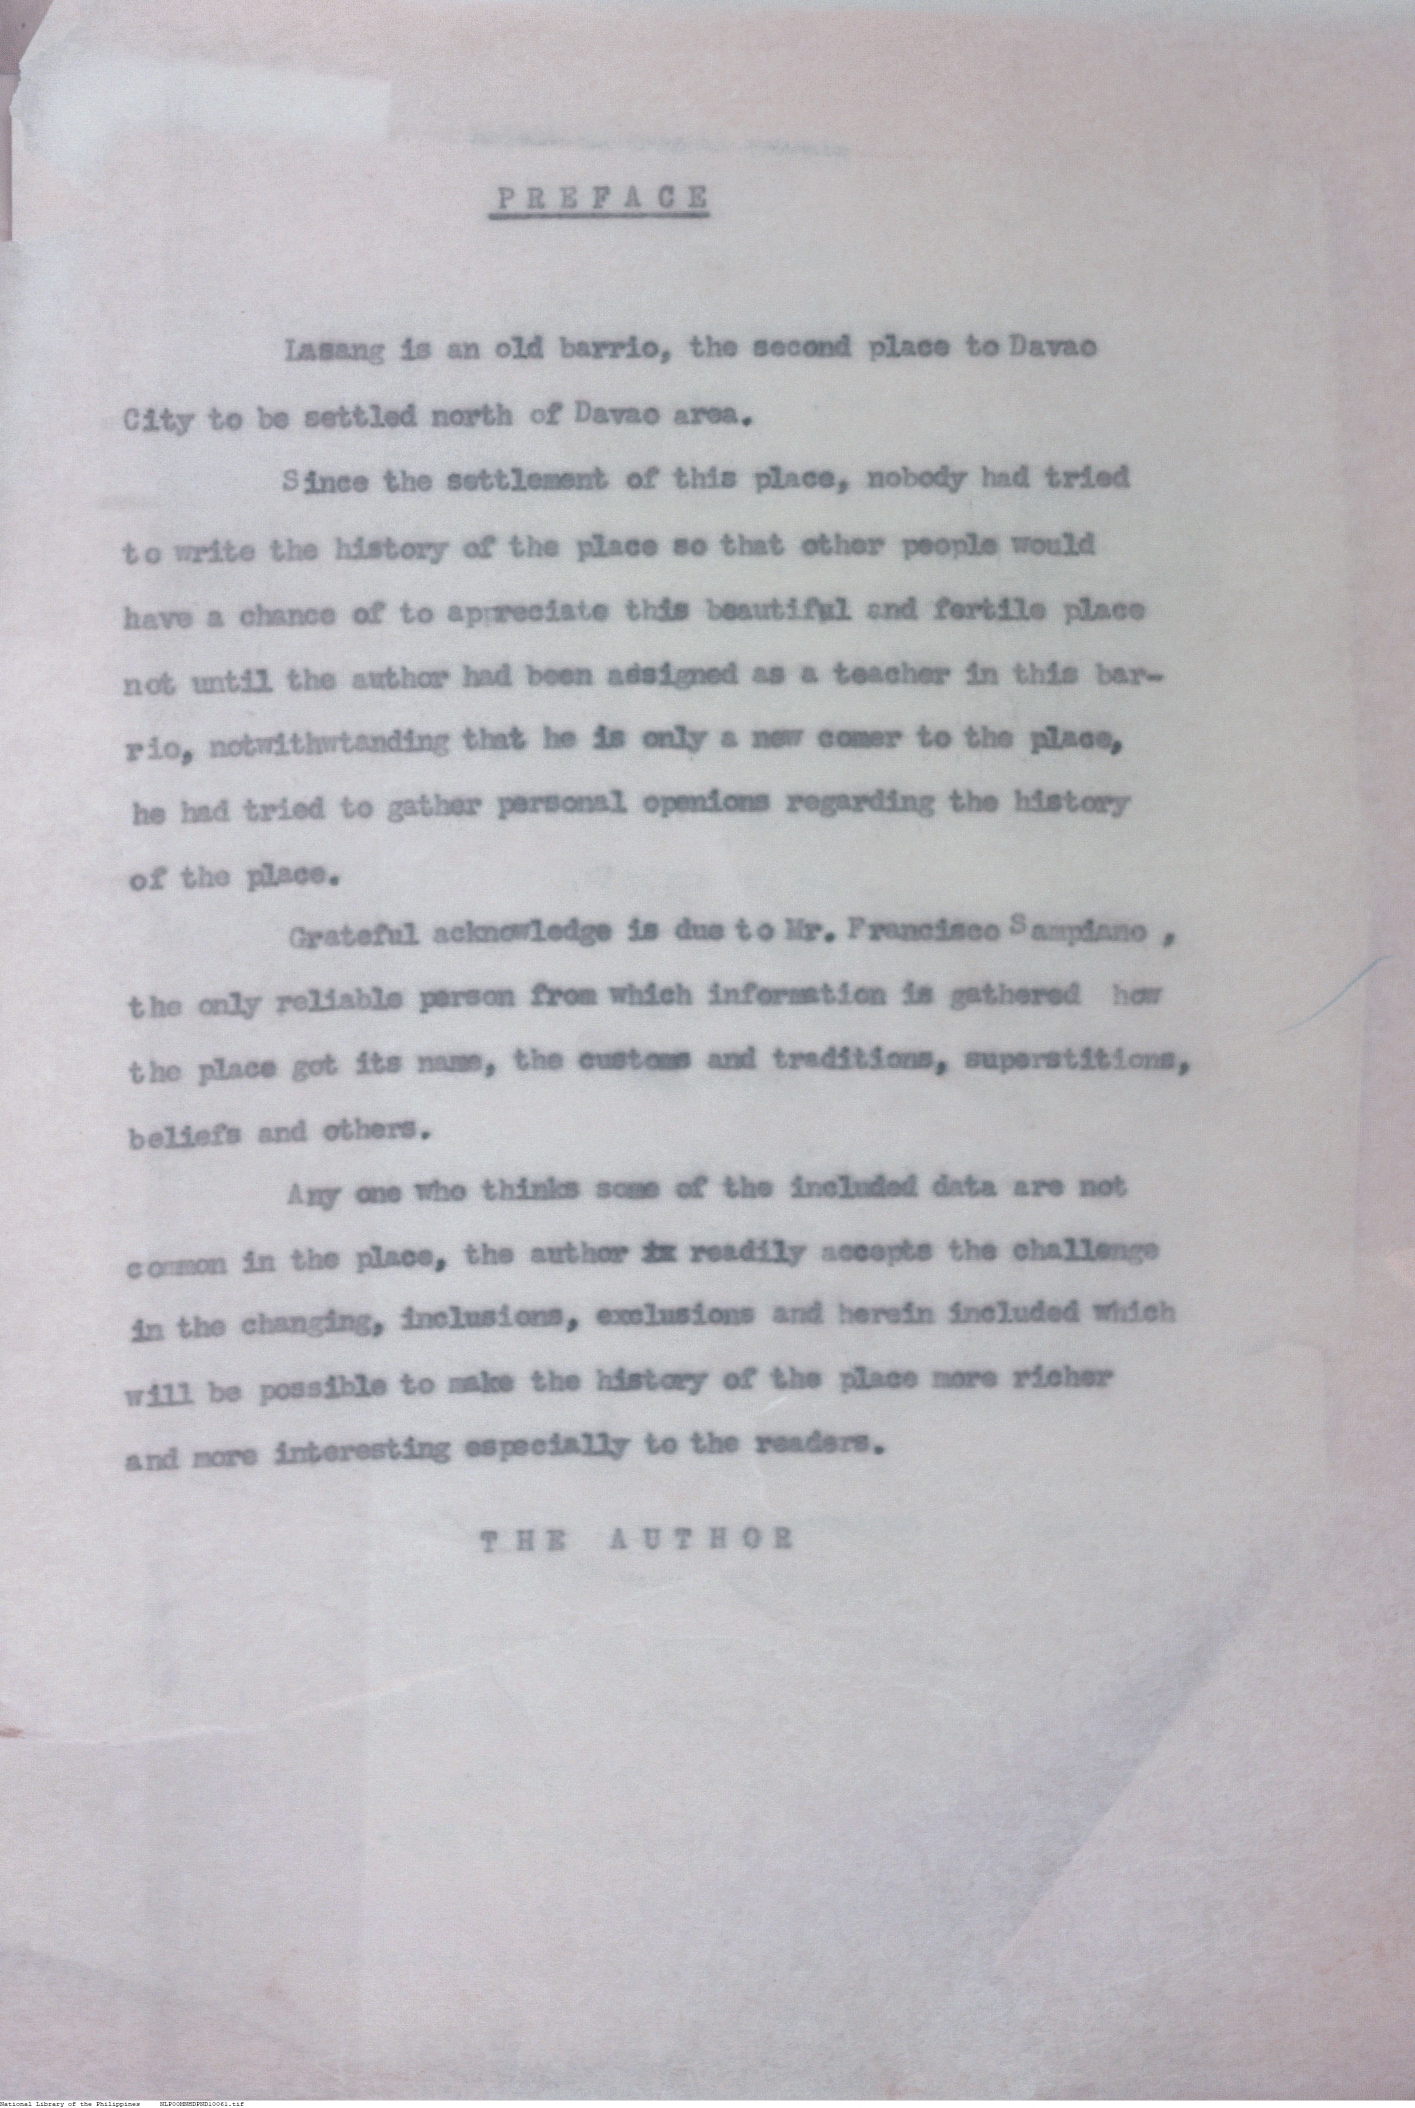 PREFACE
Lasang is an old barrio, the second place to Davao
City to be settled north of Davao area.
Since the settlement of this place, nobody had tried
to write the history of the place so that other people would
have a chance of to appreciate this beautiful and fertile place
not until the author had been assigned as a teacher in this bar-
rio, notwithwtanding that he is only a new comer to the place,
he had tried to gather personal openions regarding the history
of the place.
Grateful acknowledge is due to Mr. Francisco Sampiano ,
the only reliable person from which information is gathered how
the place got its name, the customs and traditions, superstitions,
beliefs and others.
Any one who thinks some of the included data are not
common in the place, the author readily accepts the challenge
in the changing, inclusions, exclusions and herein included which
will be possible to make the history of the place more richer
and more interesting especially to the readers.
THE AUTHOR
National Library of the Philippines NLPOOMNHDPND10061.tif